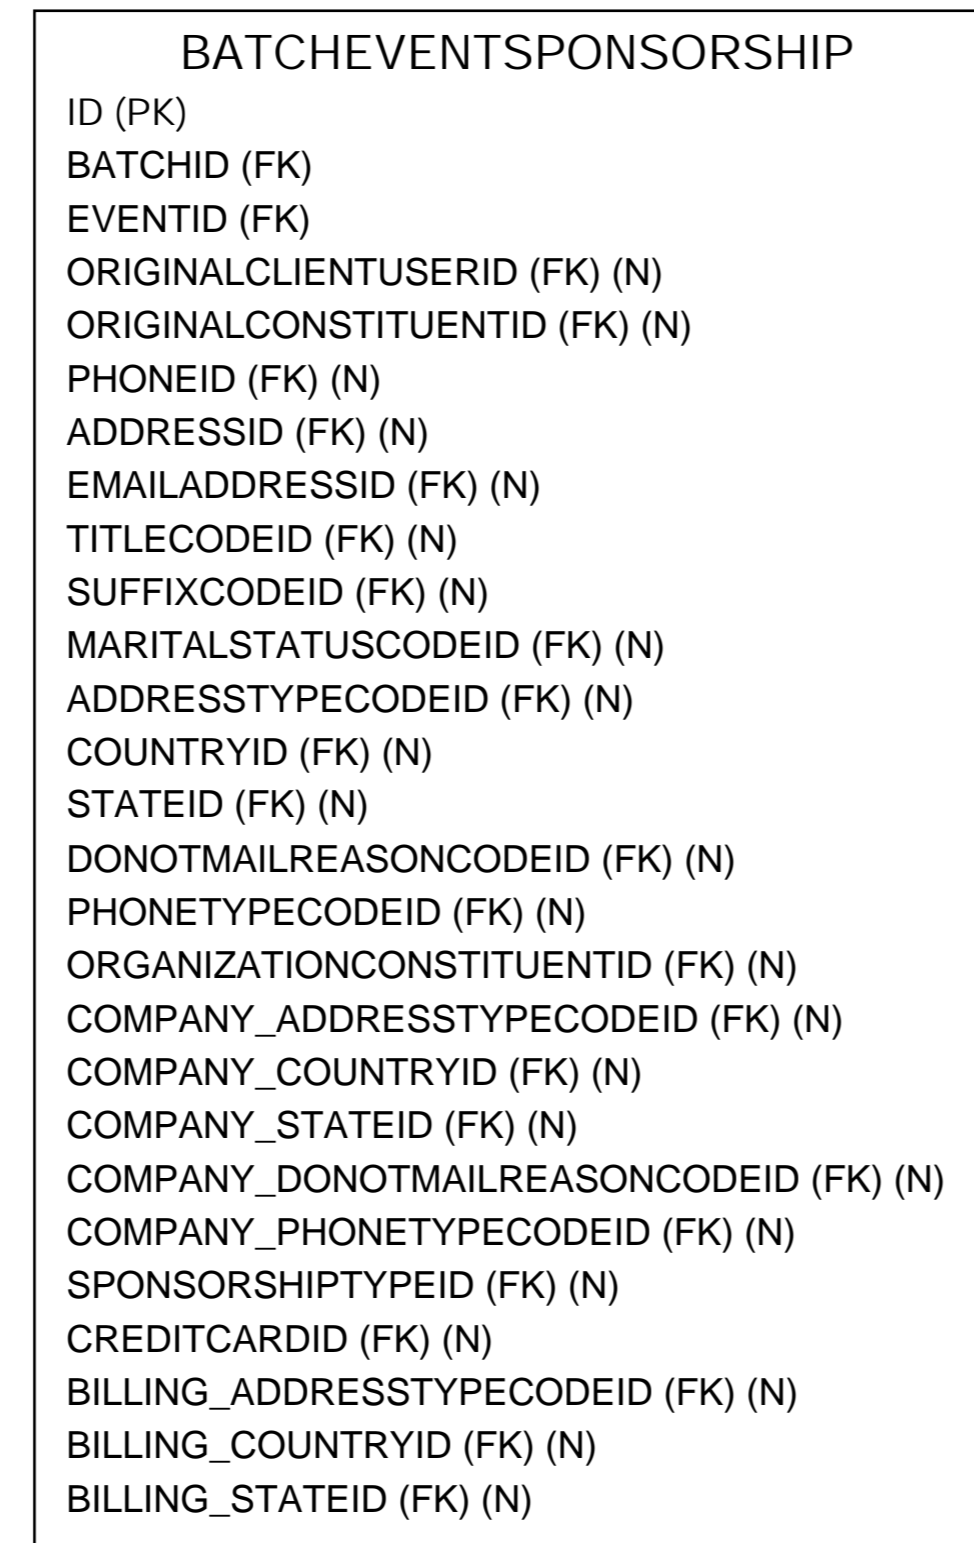 BATCHEVENTSPONSORSHIP
ID (PK)
BATCHID (FK)
EVENTID (FK)
ORIGINALCLIENTUSERID (FK) (N)
ORIGINALCONSTITUENTID (FK) (N)
PHONEID (FK) (N)
ADDRESSID (FK) (N)
EMAILADDRESSID (FK) (N)
TITLECODEID (FK) (N)
SUFFIXCODEID (FK) (N)
MARITALSTATUSCODEID (FK) (N)
ADDRESSTYPECODEID (FK) (N)
COUNTRYID (FK) (N)
STATEID (FK) (N)
DONOTMAILREASONCODEID (FK) (N)
PHONETYPECODEID (FK) (N)
ORGANIZATIONCONSTITUENTID (FK) (N)
COMPANY_ADDRESSTYPECODEID (FK) (N)
COMPANY_COUNTRYID (FK) (N)
COMPANY_STATEID (FK) (N)
COMPANY_DONOTMAILREASONCODEID (FK) (N)
COMPANY_PHONETYPECODEID (FK) (N)
SPONSORSHIPTYPEID (FK) (N)
CREDITCARDID (FK) (N)
BILLING_ADDRESSTYPECODEID (FK) (N)
BILLING_COUNTRYID (FK) (N)
BILLING_STATEID (FK) (N)